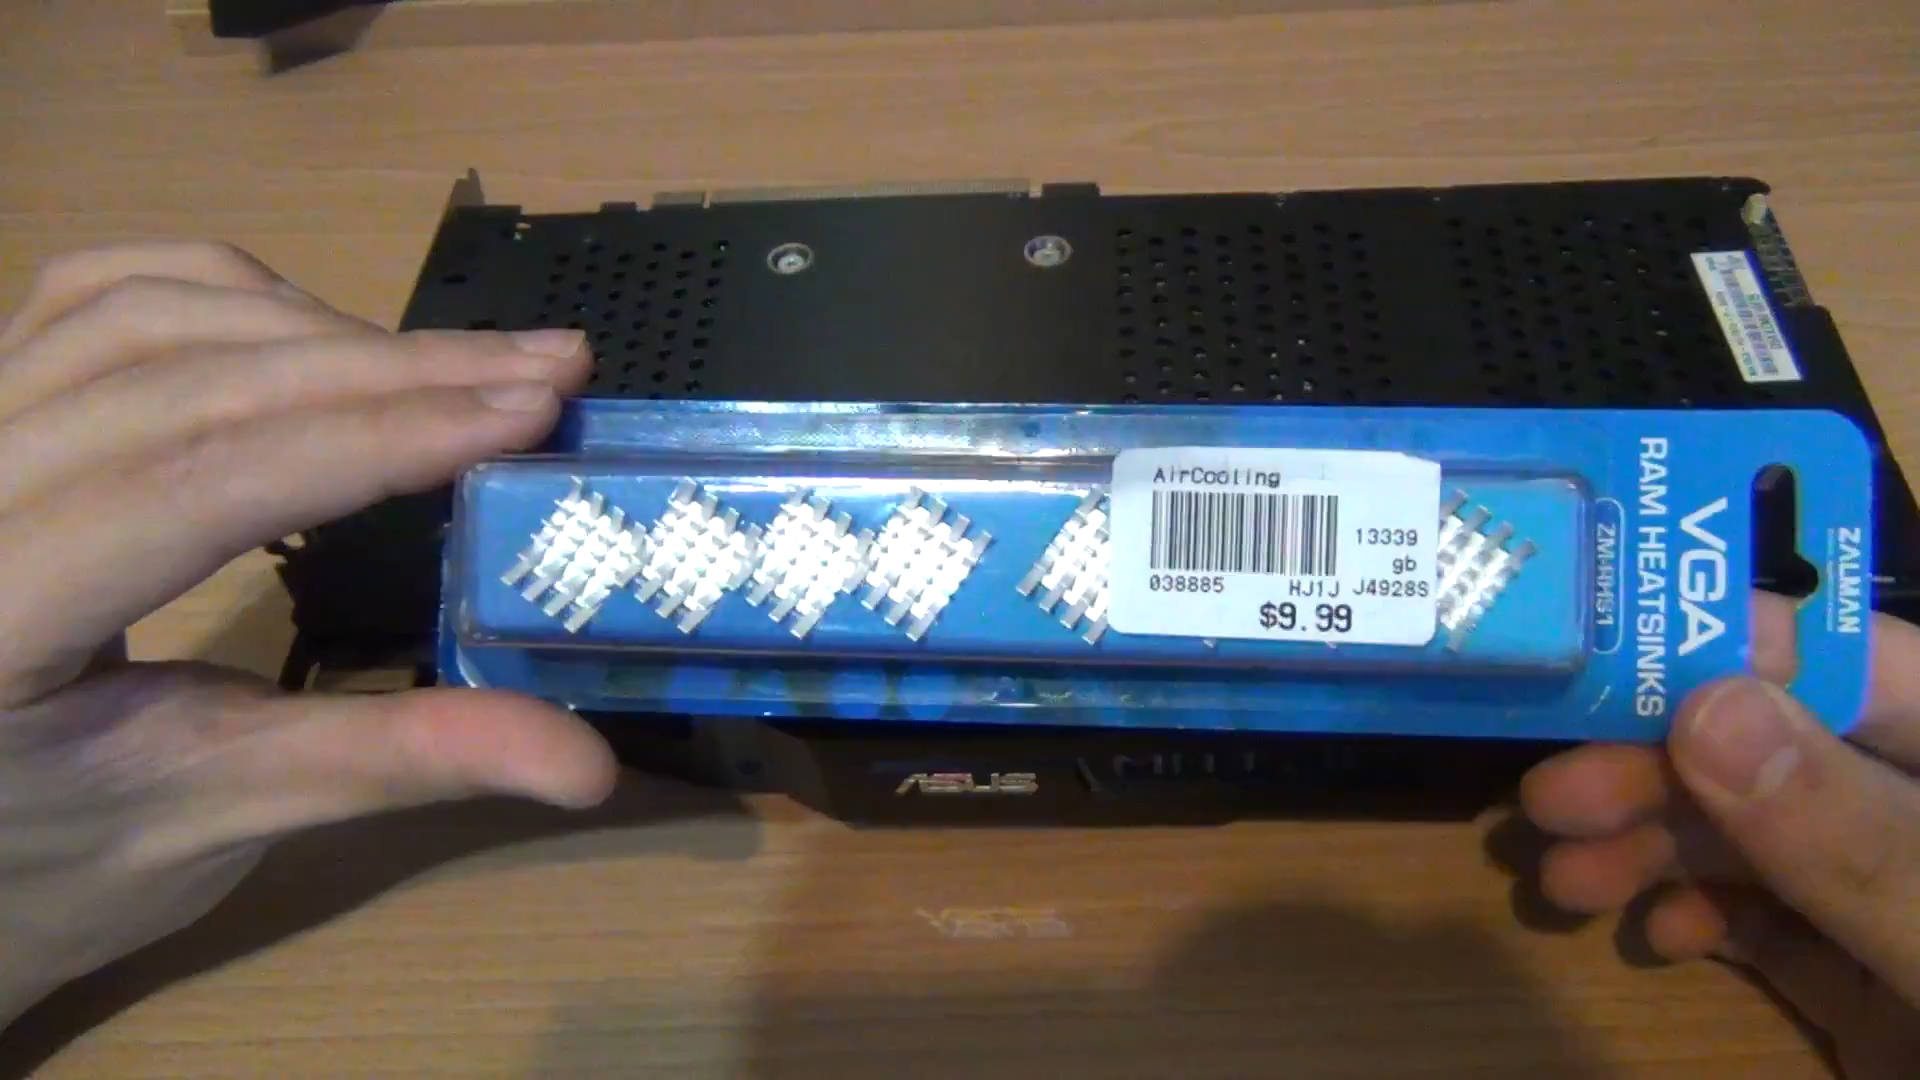 AirCooling
13339
gb
038885 HJ1J J4928S
$9.99
ZM-RHS1
VGA
RAM HEATSINKS
ZALMAN
ASUS